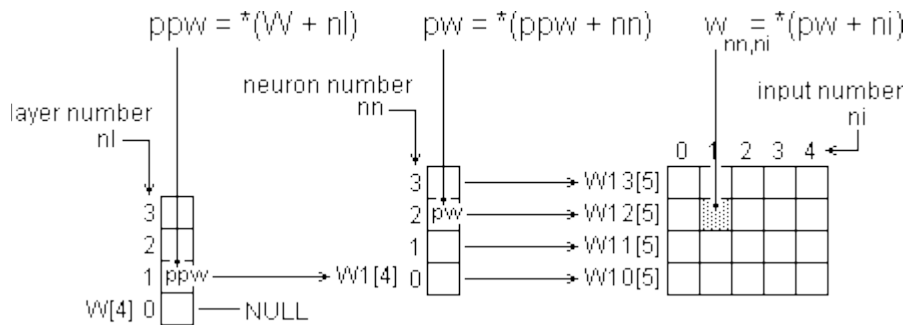 ppw = *(W + nl) pw = *(ppw + nn) w = *(pw + ni)
nn,ni
layer number neuron number input number
nl nn ni
0 1 2 3 4
3 W13[5]
3 2 pw W12[5]
2 1 W11[5]
1 ppw W1[4] 0 W10[5]
W[4] 0 NULL